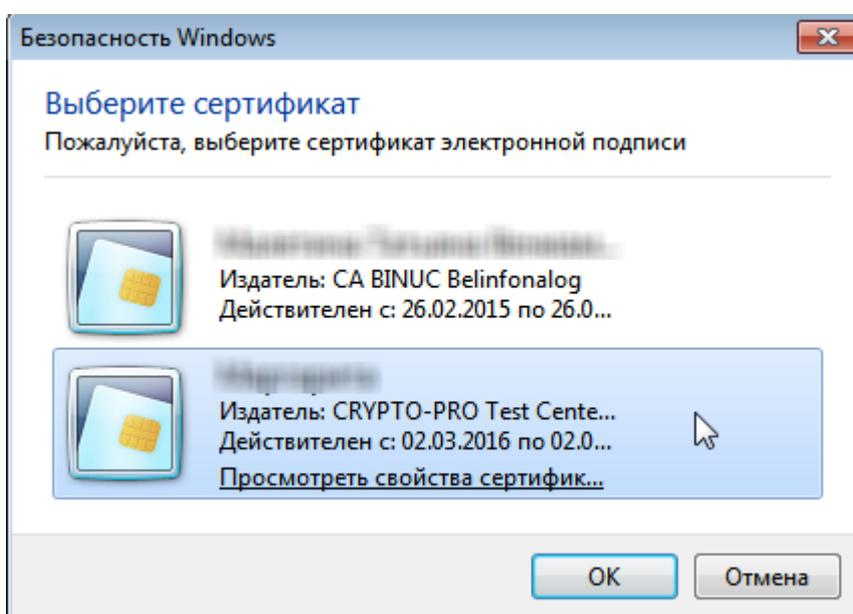 Безопасность Windows
Выберите сертификат
Пожалуйста, выберите сертификат электронной подписи
Издатель: CA BINUC Belinfonalog
Действителен с: 26.02.2015 по 26.0...
Издатель: CRYPTO-PRO Test Cente...
Действителен с: 02.03.2016 по 02.0...
Просмотреть свойства сертифик...
ОК
Отмена